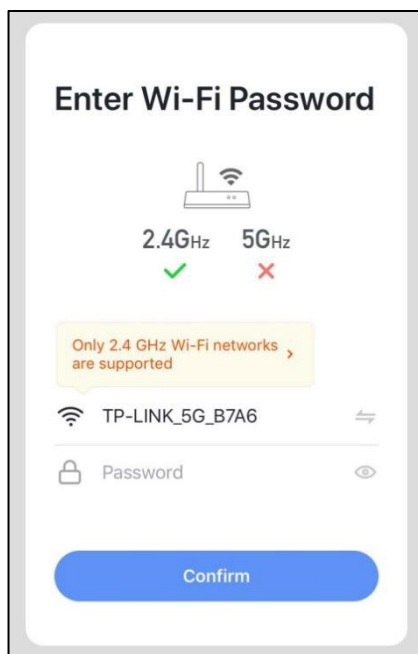 Enter Wi-Fi Password
2.4GHz 5GHz
Only 2.4 GHz Wi-Fi networks
are supported
TP-LINK_5G_B7A6
Password
Confirm